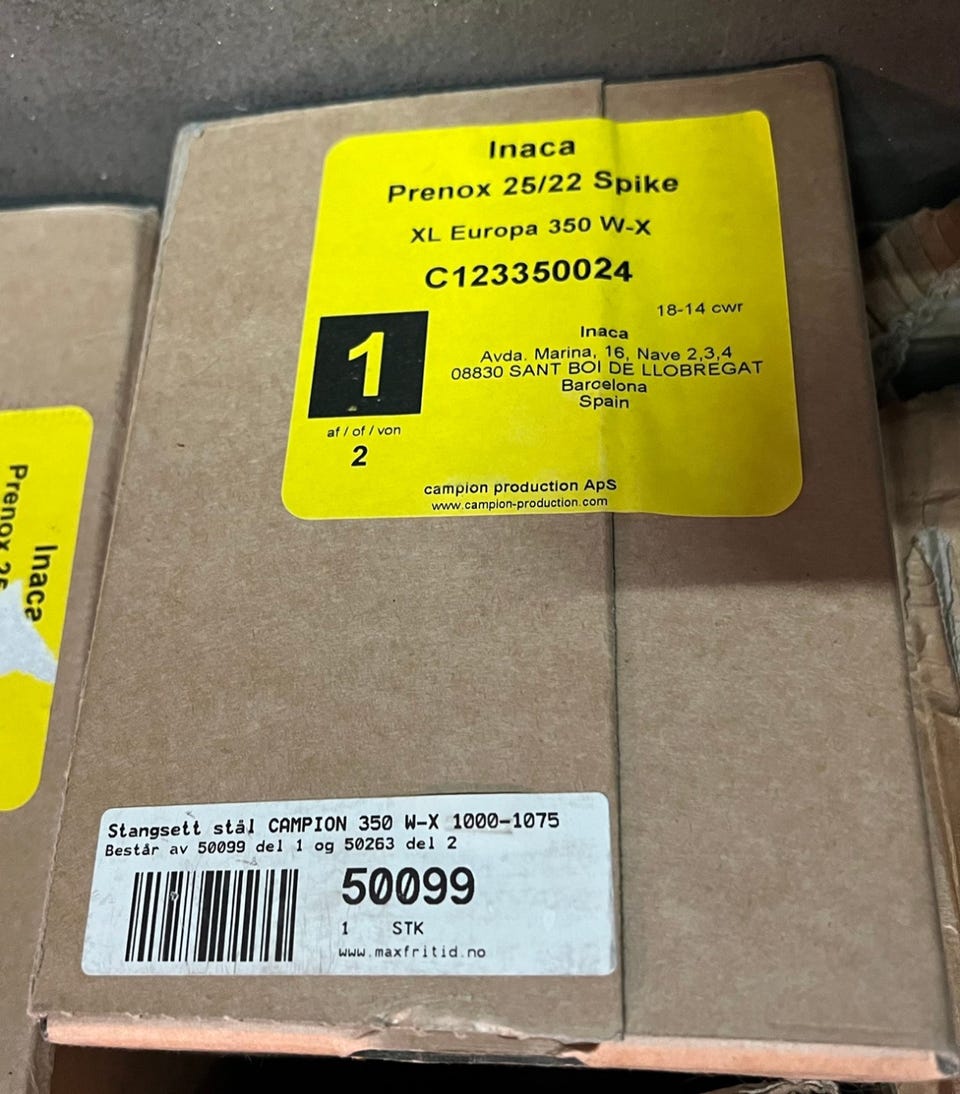 Inaca
Prenox 25/22 Spike
XL Europa 350 W-X
C123350024
18-14 cwr
1
af / of / von
2
Inaca
Avda. Marina, 16, Nave 2,3,4
08830 SANT BOI DE LLOBREGAT
Barcelona
Spain
campion production ApS
www.campion-production.com
Inaca
Prenox 25
Stangsett stål CAMPION 350 W-X 1000-1075
Består av 50099 del 1 og 50263 del 2
50099
1 STK
www.maxfritid.no